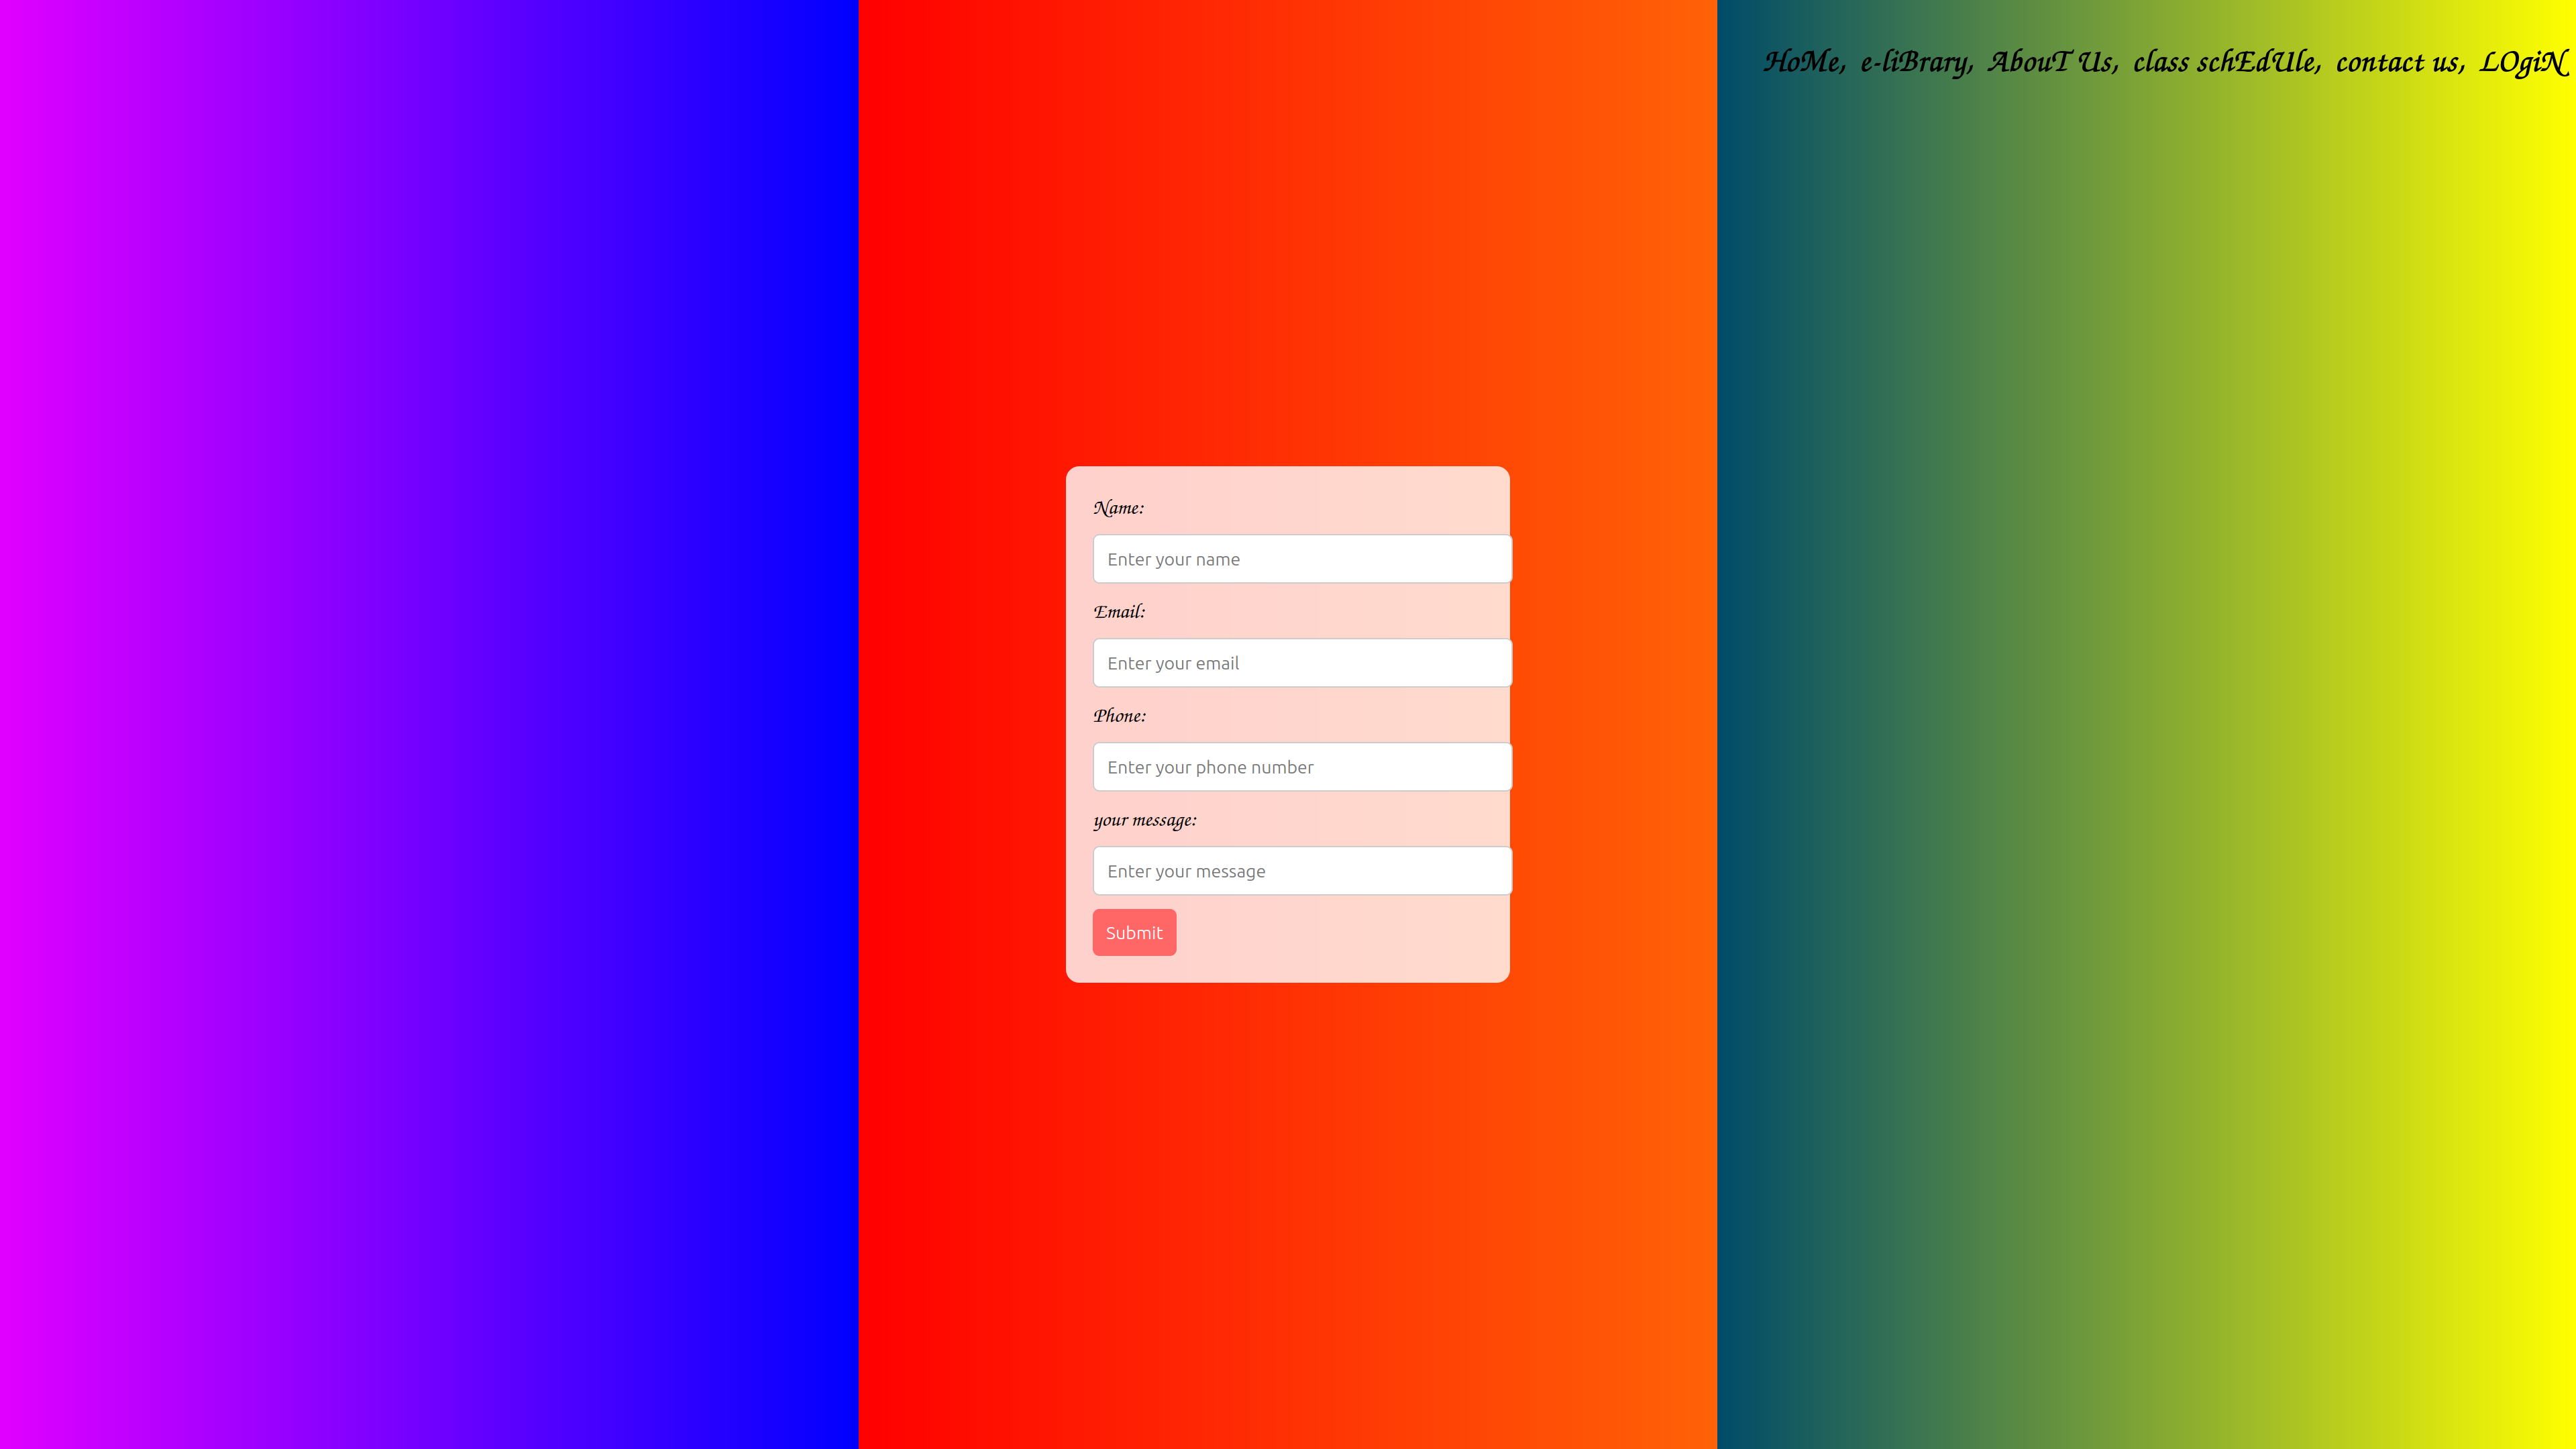 HoMe, e-liBrary, AbouT Us, class schEdUle, contact us, LOgiN
Name:
Enter your name
Email:
Enter your email
Phone:
Enter your phone number
your message:
Enter your message
Submit